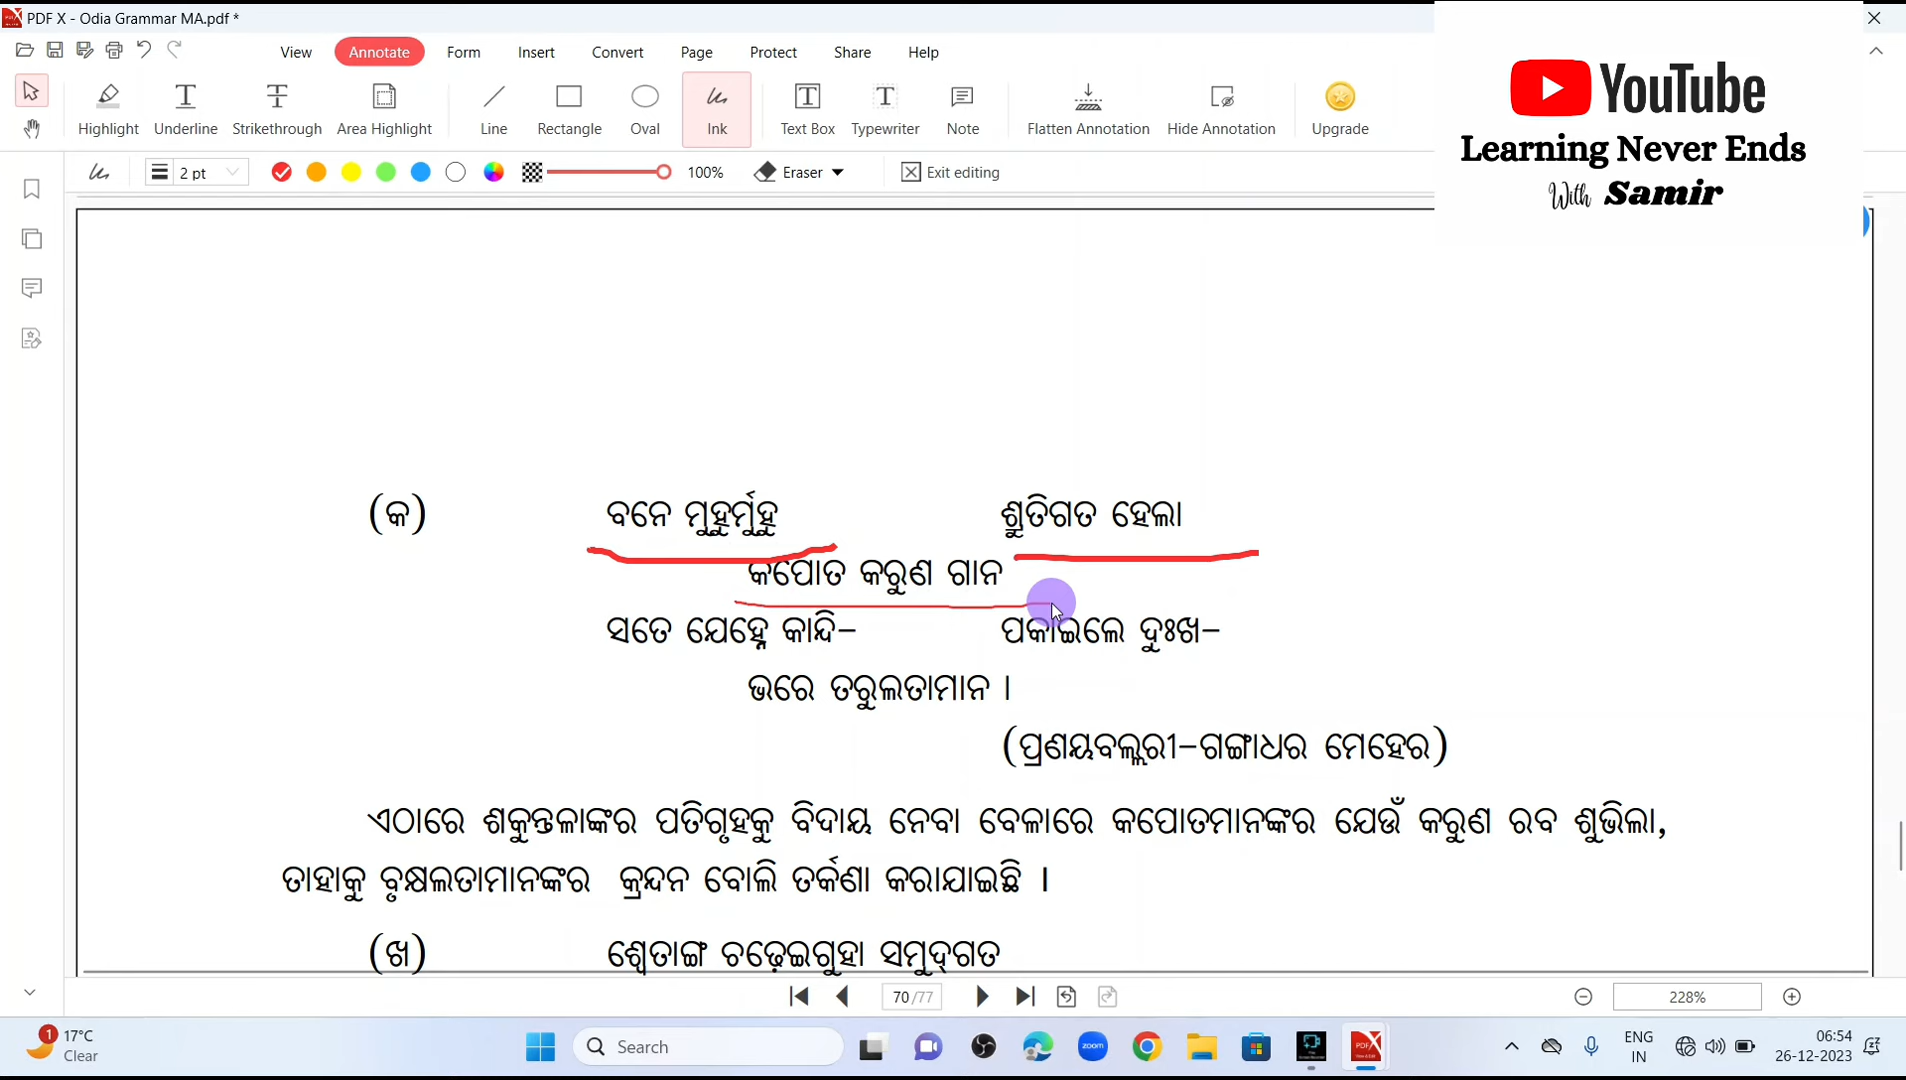 PDF X - Odia Grammar MA.pdf *
View Annotate Form Insert Convert Page Protect Share Help
Highlight Underline Strikethrough Area Highlight Line Rectangle Oval Ink Text Box Typewriter Note Flatten Annotation Hide Annotation Upgrade
2 pt 100% Eraser Exit editing
YouTube
Learning Never Ends
With Samir
(କ) ବନେ ମୁହୁର୍ମୁହୁ ଶ୍ରୁତିଗତ ହେଲା
କପୋତ କରୁଣ ଗାନ
ସତେ ଯେହ୍ନେ କାନ୍ଦି– ପକାଇଲେ ଦୁଃଖ–
ଭରେ ତରୁଲତାମାନ ।
(ପ୍ରଣୟବଲ୍ଲରୀ–ଗଙ୍ଗାଧର ମେହେର)
ଏଠାରେ ଶକୁନ୍ତଳାଙ୍କର ପତିଗୃହକୁ ବିଦାୟ ନେବା ବେଳାରେ କପୋତମାନଙ୍କର ଯେଉଁ କରୁଣ ରବ ଶୁଭିଲା,
ତାହାକୁ ବୃକ୍ଷଲତାମାନଙ୍କର କ୍ରନ୍ଦନ ବୋଲି ତର୍କଣା କରାଯାଇଛି ।
(ଖ) ଶ୍ୱେତାଙ୍ଗ ଚଢ଼େଇଗୁହା ସମୁଦ୍‌ଗତ
70 /77 228%
1 17°C
Clear
Search
zoom
ENG
IN
06:54
26-12-2023